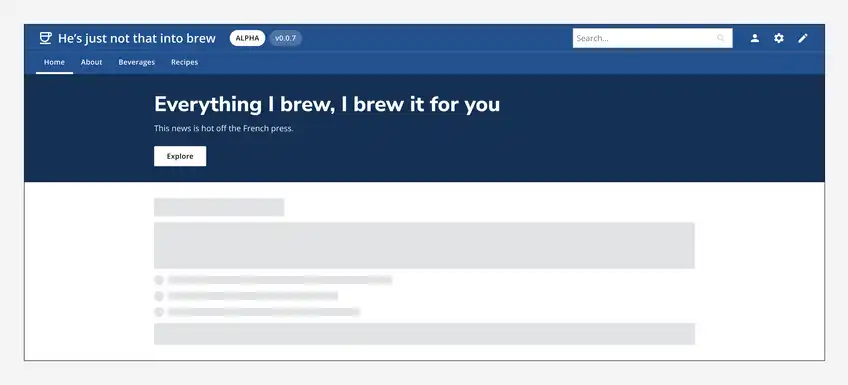 He's just not that into brew ALPHA v0.0.7 Search...
Home About Beverages Recipes
Everything I brew, I brew it for you
This news is hot off the French press.
Explore